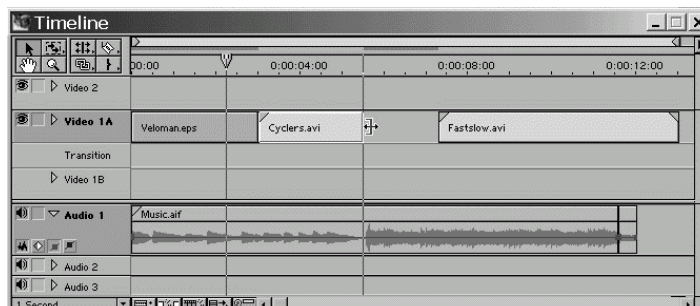 Timeline
00:00 0:00:04:00 0:00:08:00 0:00:12:00
Video 2
Video 1A Veloman.eps Cyclers.avi Fastslow.avi
Transition
Video 1B
Audio 1 Music.aif
Audio 2
Audio 3
1 Second